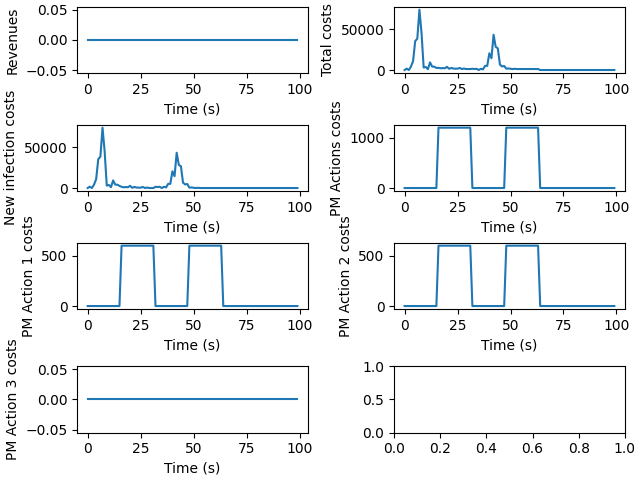 Revenues
0.05
0.00
−0.05
0 25 50 75 100
Time (s)
Total costs
50000
0
0 25 50 75 100
Time (s)
New infection costs
50000
0
0 25 50 75 100
Time (s)
PM Actions costs
1000
0
0 25 50 75 100
Time (s)
PM Action 1 costs
500
0
0 25 50 75 100
Time (s)
PM Action 2 costs
500
0
0 25 50 75 100
Time (s)
PM Action 3 costs
0.05
0.00
−0.05
0 25 50 75 100
Time (s)
1.0
0.5
0.0
0.0 0.2 0.4 0.6 0.8 1.0